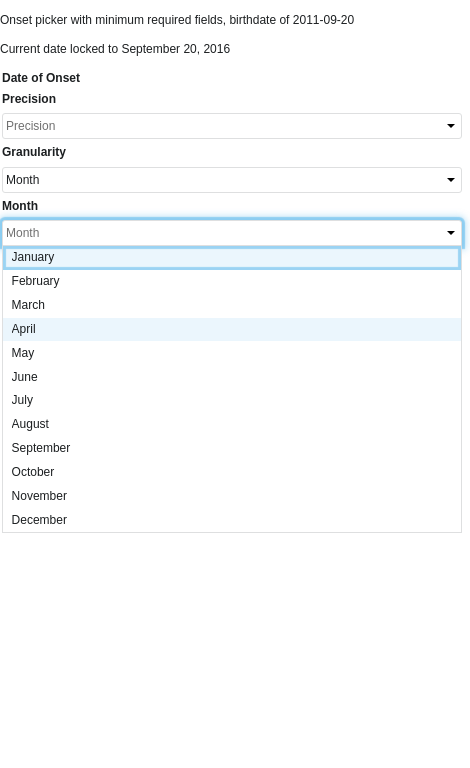 Onset picker with minimum required fields, birthdate of 2011-09-20
Current date locked to September 20, 2016
Date of Onset
Precision
Precision
Granularity
Month
Month
Month
January
February
March
April
May
June
July
August
September
October
November
December